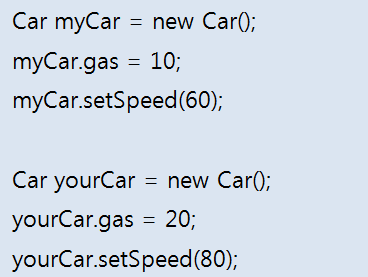 Car myCar = new Car();
myCar.gas = 10;
myCar.setSpeed(60);
Car yourCar = new Car();
yourCar.gas = 20;
yourCar.setSpeed(80);